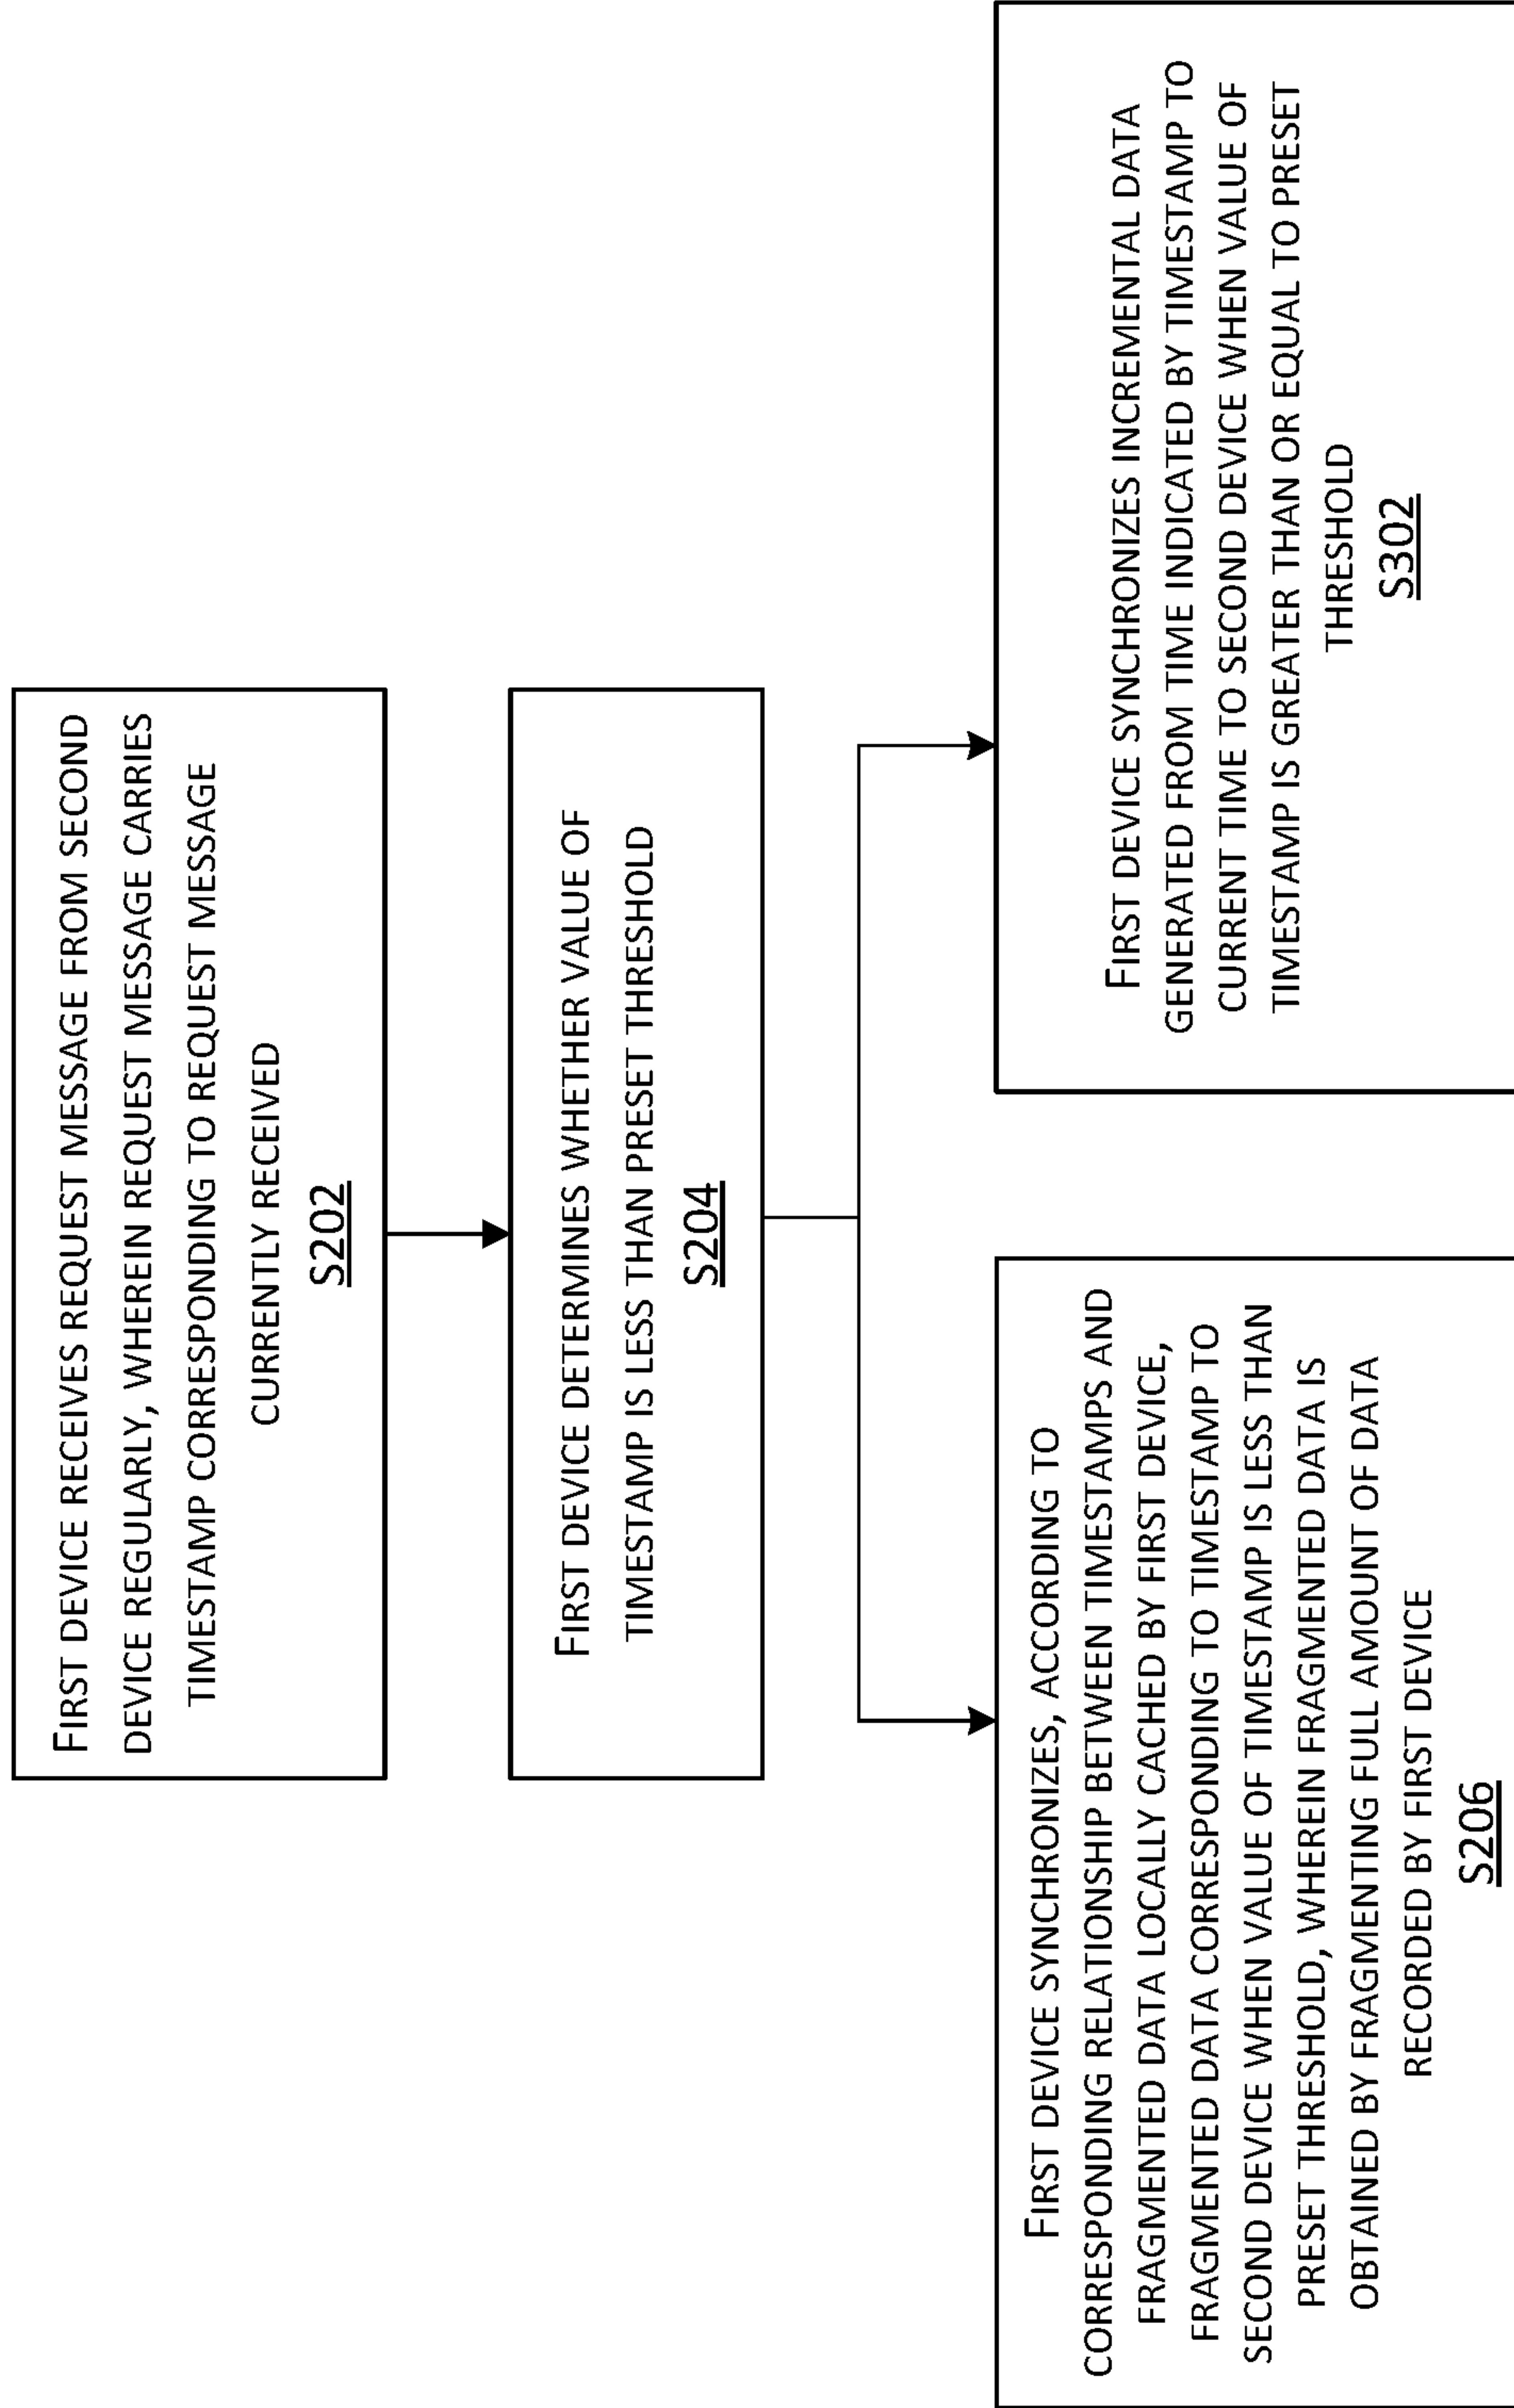 FIRST DEVICE RECEIVES REQUEST MESSAGE FROM SECOND
DEVICE REGULARLY, WHEREIN REQUEST MESSAGE CARRIES
TIMESTAMP CORRESPONDING TO REQUEST MESSAGE
CURRENTLY RECEIVED
S202
FIRST DEVICE DETERMINES WHETHER VALUE OF
TIMESTAMP IS LESS THAN PRESET THRESHOLD
S204
FIRST DEVICE SYNCHRONIZES, ACCORDING TO
CORRESPONDING RELATIONSHIP BETWEEN TIMESTAMPS AND
FRAGMENTED DATA LOCALLY CACHED BY FIRST DEVICE,
FRAGMENTED DATA CORRESPONDING TO TIMESTAMP TO
SECOND DEVICE WHEN VALUE OF TIMESTAMP IS LESS THAN
PRESET THRESHOLD, WHEREIN FRAGMENTED DATA IS
OBTAINED BY FRAGMENTING FULL AMOUNT OF DATA
RECORDED BY FIRST DEVICE
S206
FIRST DEVICE SYNCHRONIZES INCREMENTAL DATA
GENERATED FROM TIME INDICATED BY TIMESTAMP TO
CURRENT TIME TO SECOND DEVICE WHEN VALUE OF
TIMESTAMP IS GREATER THAN OR EQUAL TO PRESET
THRESHOLD
S302